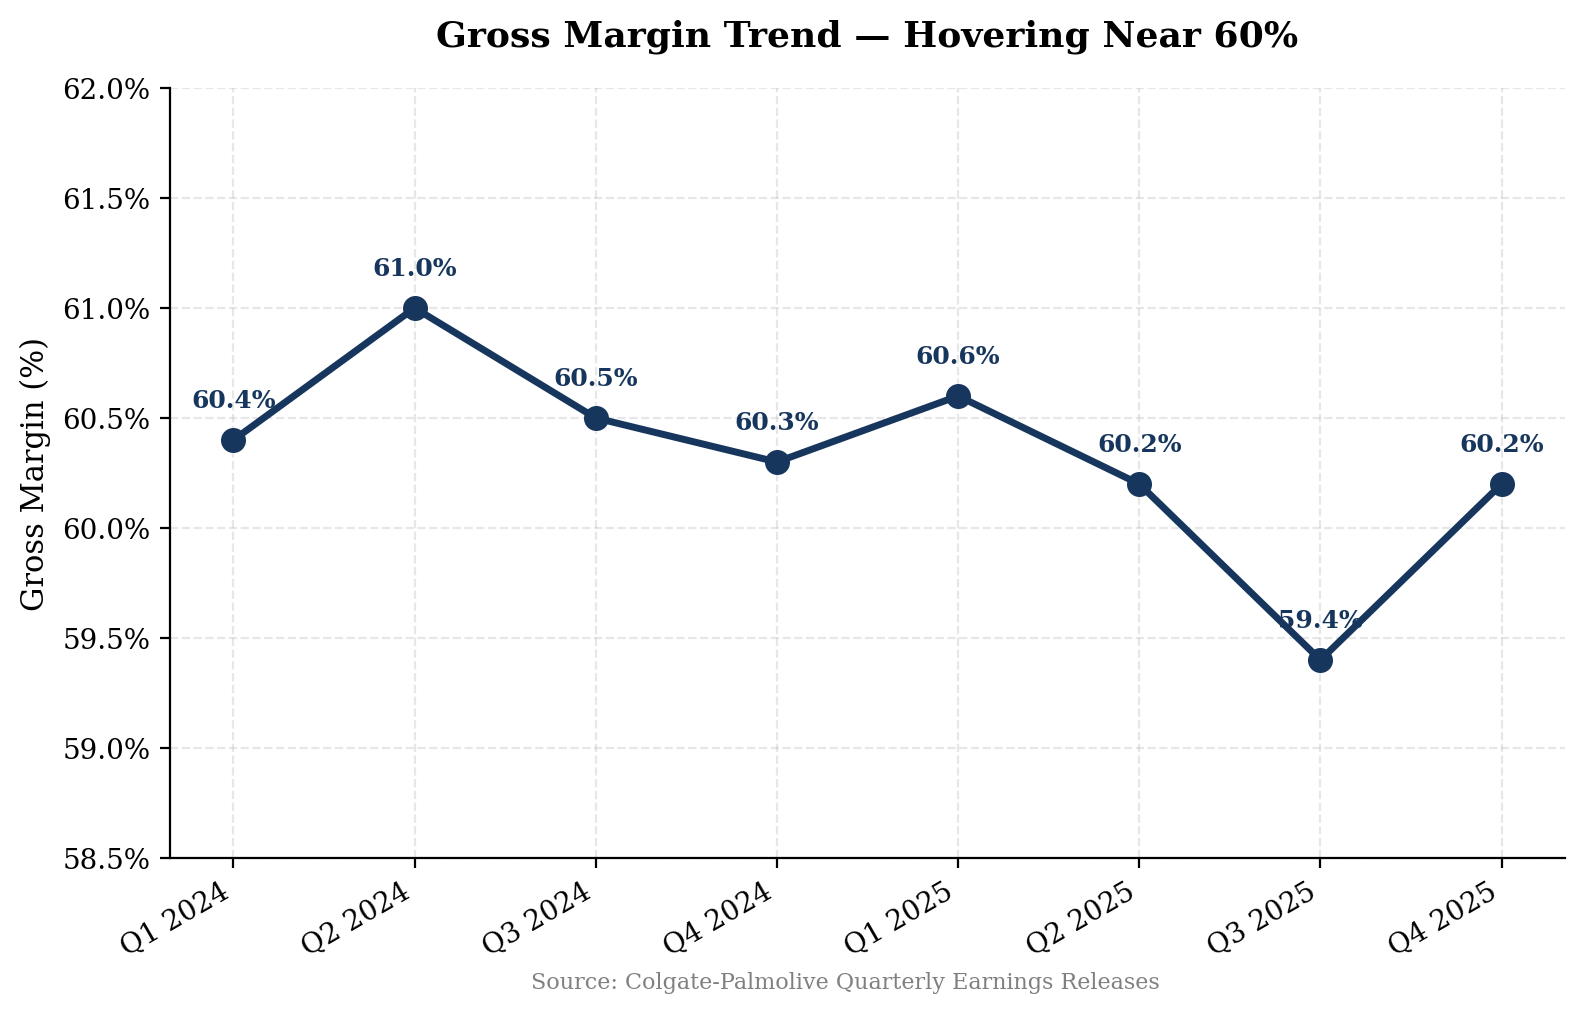 Gross Margin Trend — Hovering Near 60%
62.0%
61.5%
61.0%
60.5%
60.0%
59.5%
59.0%
58.5%
Gross Margin (%)
60.4%
61.0%
60.5%
60.3%
60.6%
60.2%
59.4%
60.2%
Q1 2024
Q2 2024
Q3 2024
Q4 2024
Q1 2025
Q2 2025
Q3 2025
Q4 2025
Source: Colgate-Palmolive Quarterly Earnings Releases